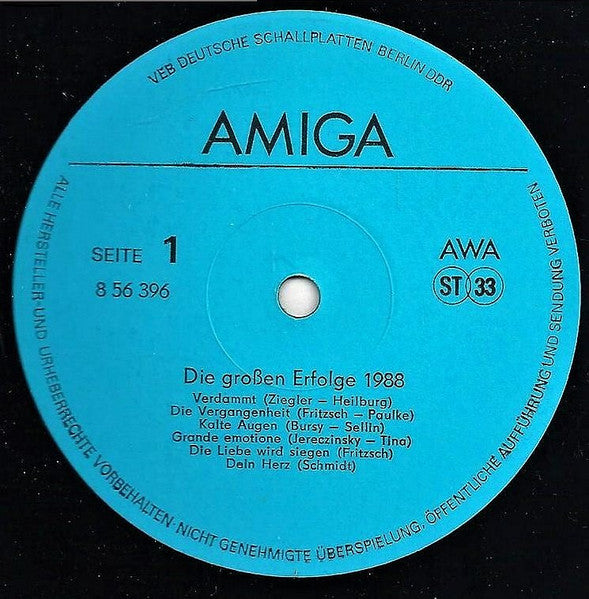 VEB DEUTSCHE SCHALLPLATTEN BERLIN DDR
AMIGA
SEITE 1
8 56 396
AWA
ST 33
Die großen Erfolge 1988
Verdammt (Ziegler – Heilburg)
Die Vergangenheit (Fritzsch – Paulke)
Kalte Augen (Bursy – Sellin)
Grande emotione (Jereczinsky – Tina)
Die Liebe wird siegen (Fritzsch)
Dein Herz (Schmidt)
ALLE HERSTELLER- UND URHEBERRECHTE VORBEHALTEN · NICHT GENEHMIGTE ÜBERSPIELUNG, ÖFFENTLICHE AUFFÜHRUNG UND SENDUNG VERBOTEN